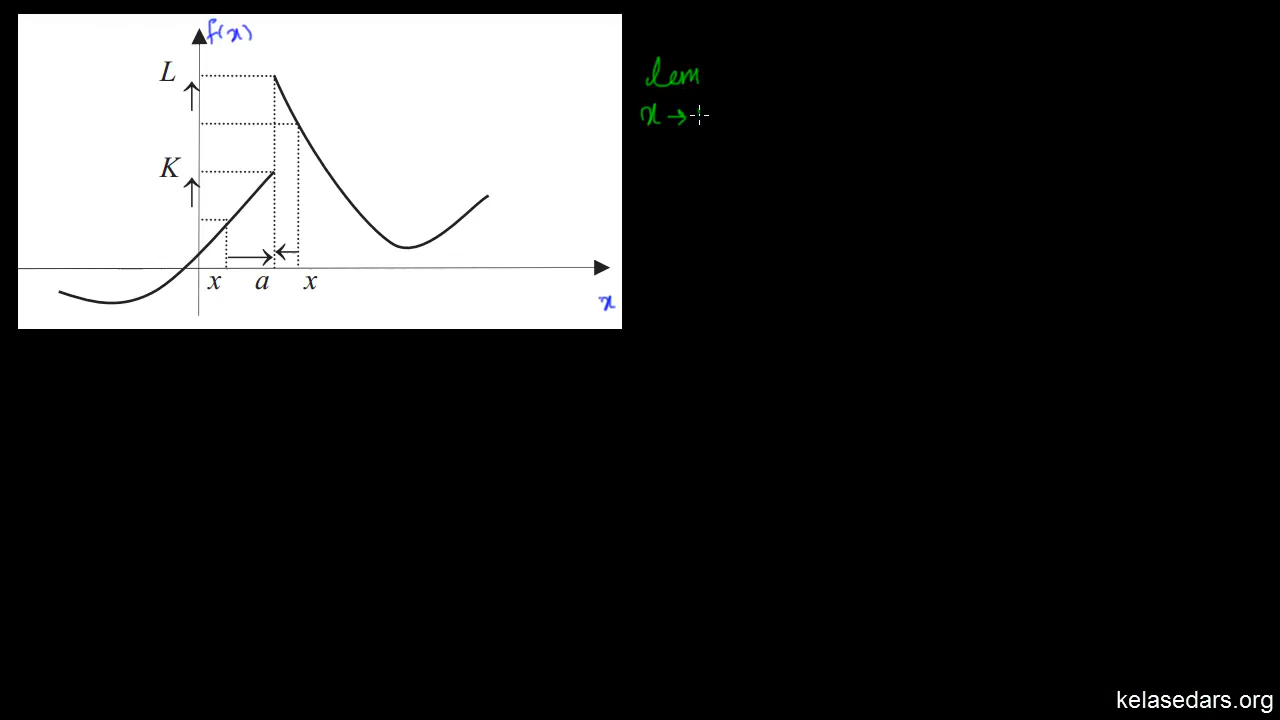 f(x)
L
K
x a x
x
lim
x →
kelasedars.org